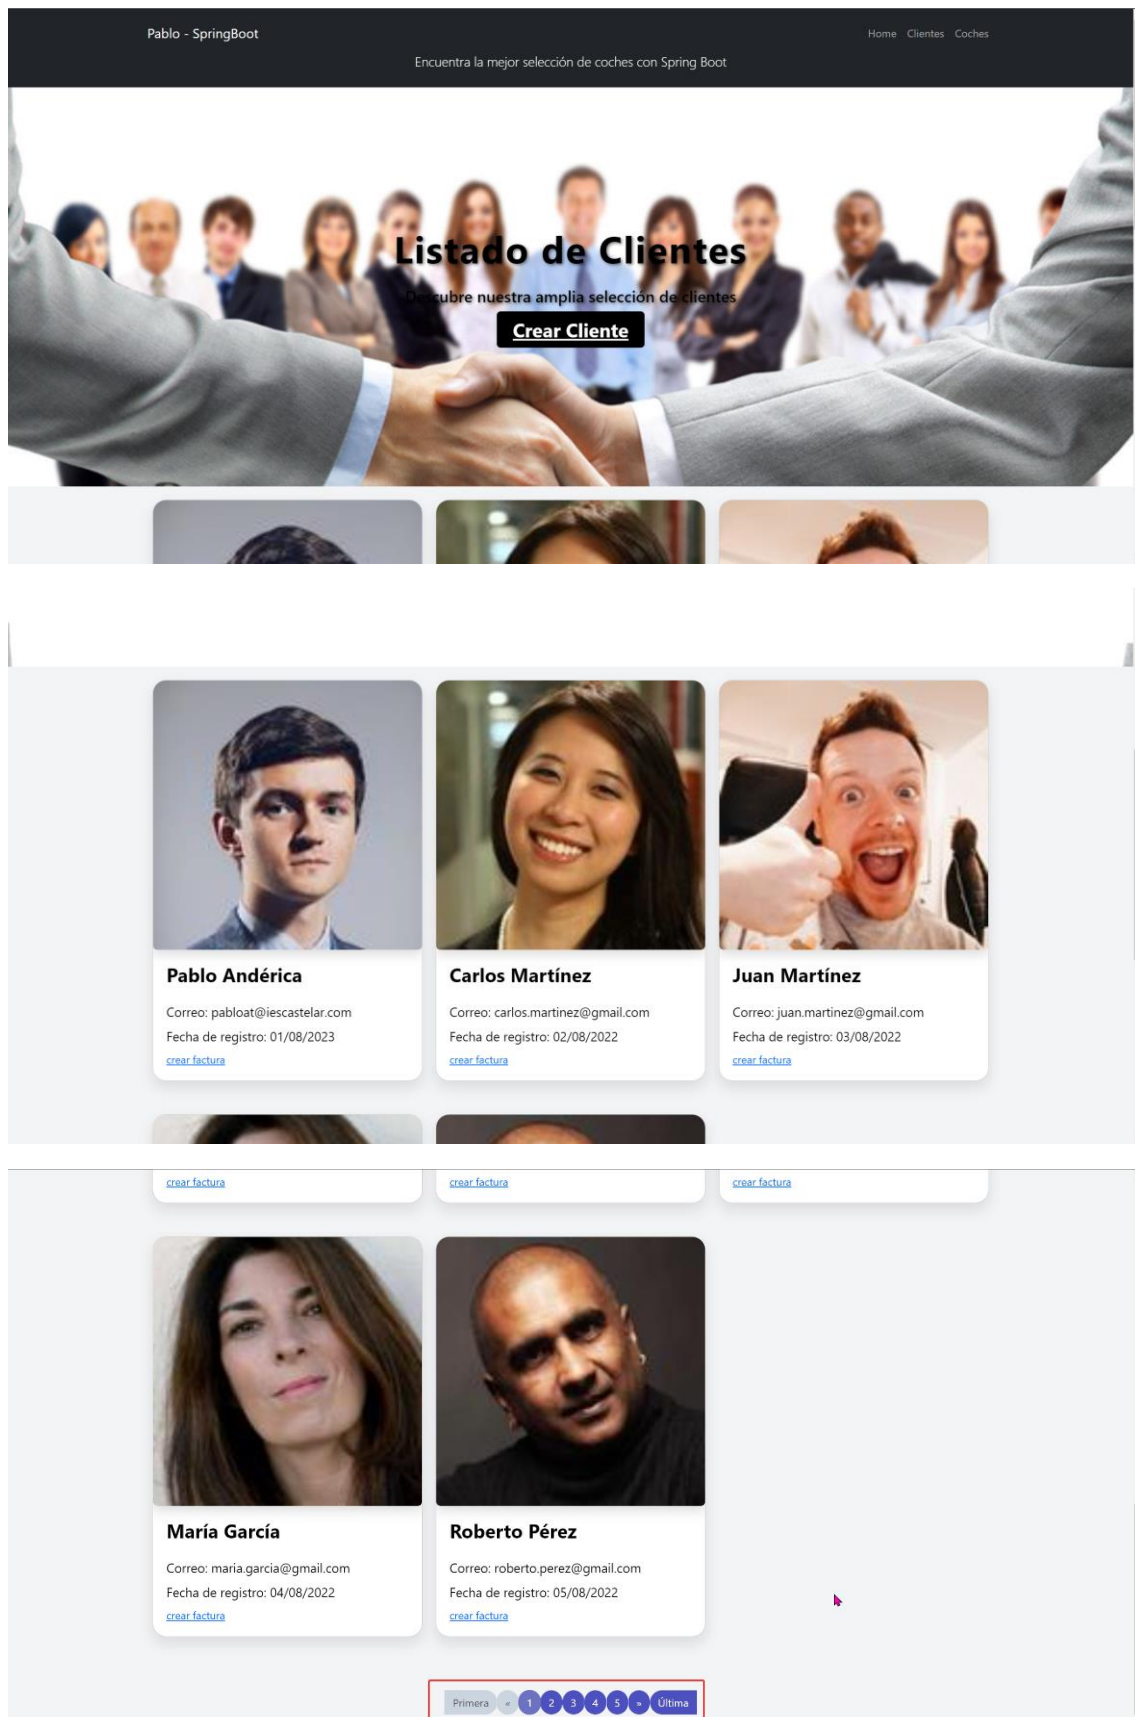 Pablo - SpringBoot
Home Clientes Coches
Encuentra la mejor selección de coches con Spring Boot
Listado de Clientes
Descubre nuestra amplia selección de clientes
Crear Cliente
Pablo Andérica
Correo: pabloat@iescastelar.com
Fecha de registro: 01/08/2023
crear factura
Carlos Martínez
Correo: carlos.martinez@gmail.com
Fecha de registro: 02/08/2022
crear factura
Juan Martínez
Correo: juan.martinez@gmail.com
Fecha de registro: 03/08/2022
crear factura
crear factura
crear factura
crear factura
María García
Correo: maria.garcia@gmail.com
Fecha de registro: 04/08/2022
crear factura
Roberto Pérez
Correo: roberto.perez@gmail.com
Fecha de registro: 05/08/2022
crear factura
Primera « 1 2 3 4 5 » Última